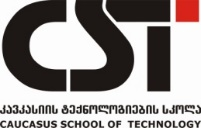 CST
ᲙᲐᲕᲙᲐᲡᲘᲘᲡ ᲢᲔᲥᲜᲝᲚᲝᲒᲘᲔᲑᲘᲡ ᲡᲙᲝᲚᲐ
CAUCASUS SCHOOL OF TECHNOLOGY